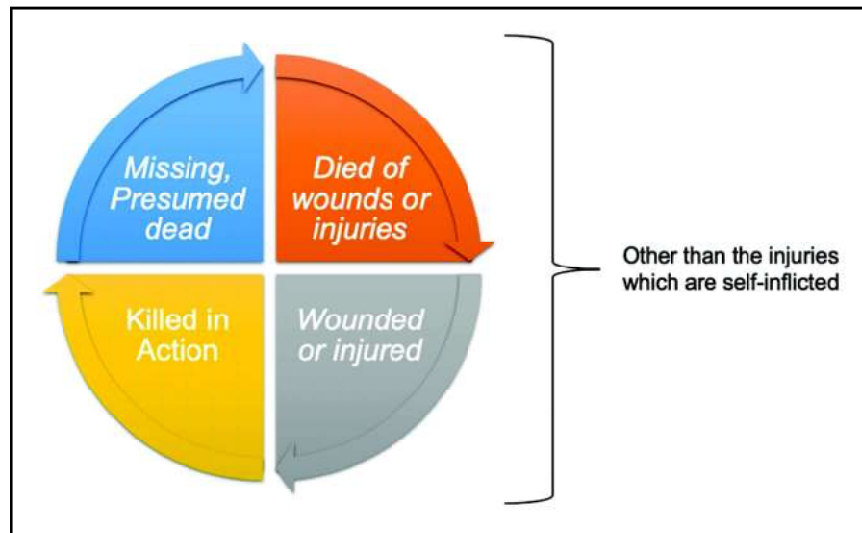 Missing,
Presumed
dead
Died of
wounds or
injuries
Killed in
Action
Wounded
or injured
Other than the injuries
which are self-inflicted